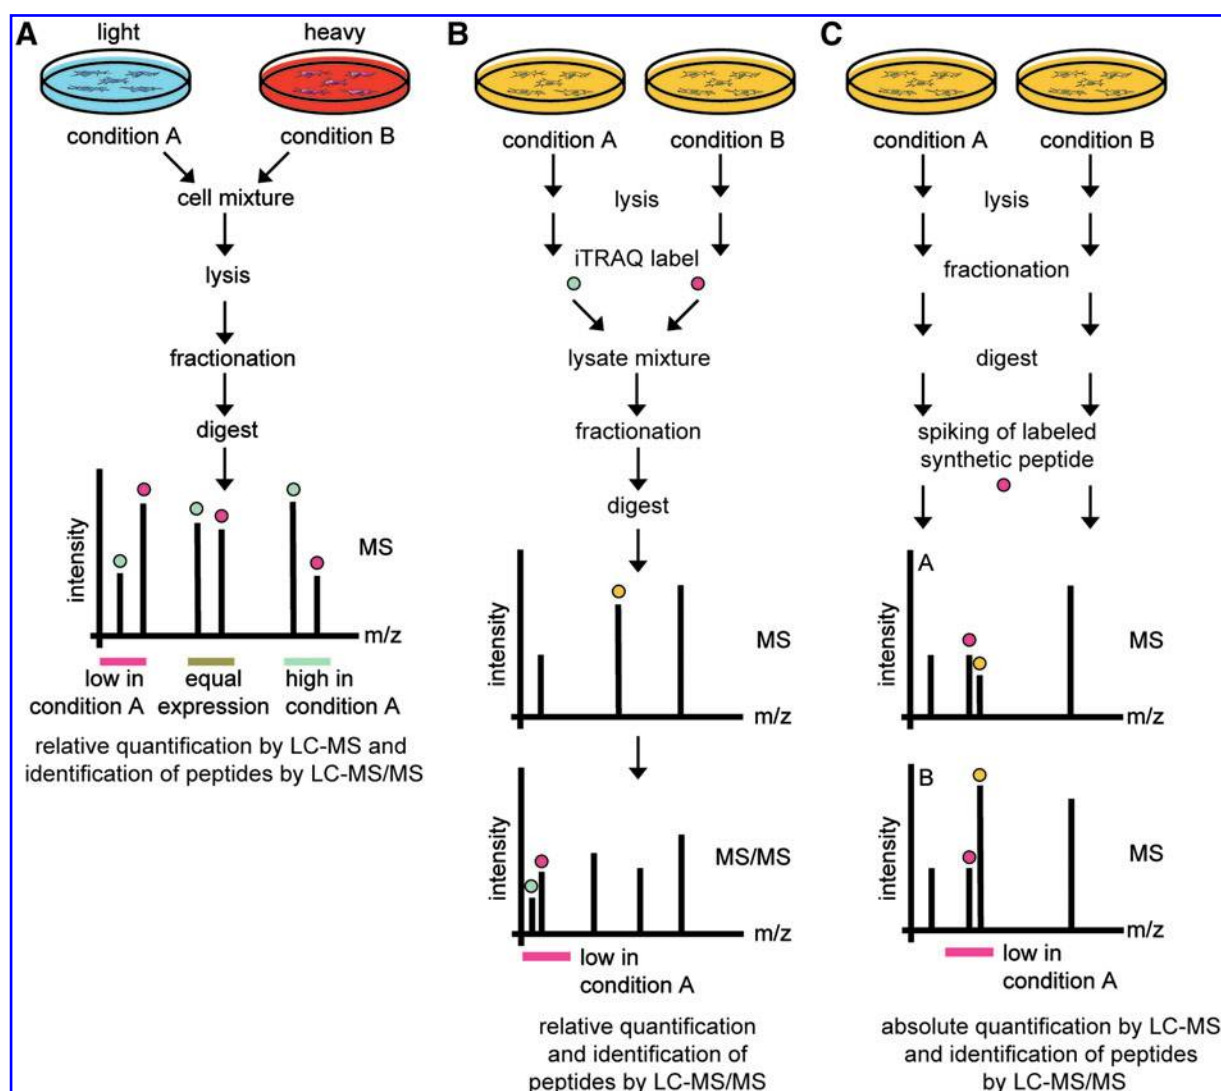 A
light
heavy
condition A
condition B
cell mixture
lysis
fractionation
digest
intensity
MS
m/z
low in
condition A
equal
expression
high in
condition A
relative quantification by LC-MS and
identification of peptides by LC-MS/MS
B
condition A
condition B
lysis
iTRAQ label
lysate mixture
fractionation
digest
intensity
MS
m/z
intensity
MS/MS
m/z
low in
condition A
relative quantification
and identification of
peptides by LC-MS/MS
C
condition A
condition B
lysis
fractionation
digest
spiking of labeled
synthetic peptide
A
intensity
MS
m/z
B
intensity
MS
m/z
low in
condition A
absolute quantification by LC-MS
and identification of peptides
by LC-MS/MS